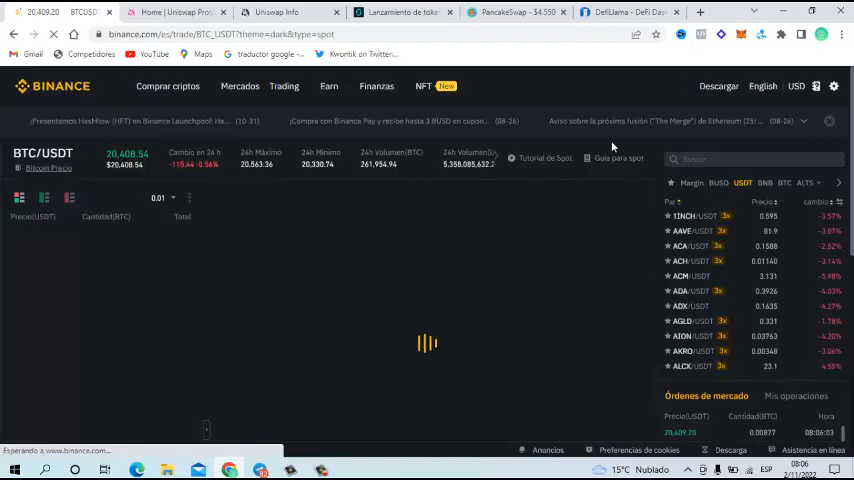 20,409.20 BTCUSDT
Home | Uniswap Prot
Uniswap Info
Lanzamiento de token
PancakeSwap - $4.550
DefiLlama - DeFi Dash
binance.com/es/trade/BTC_USDT?theme=dark&type=spot
Gmail Competidores YouTube Maps traductor google -... Kwontik on Twitter:...
BINANCE Comprar criptos Mercados Trading Earn Finanzas NFT New Descargar English USD
¡Presentamos Hashflow (HFT) en Binance Launchpool! Ha... (10-31) ¡Compra con Binance Pay y recibe hasta 3 BUSD en cupon... (08-26) Aviso sobre la próxima fusión ("The Merge") de Ethereum (25/... (08-26)
BTC/USDT 20,408.54 Cambio en 24 h 24h Máximo 24h Mínimo 24h Volumen(BTC) 24h Volumen(U
Bitcoin Precio $20,408.54 -115.44 -0.56% 20,563.36 20,330.74 261,954.94 5,358,085,632.2
Tutorial de Spot Guía para spot
0.01
Precio(USDT) Cantidad(BTC) Total
Buscar
Margin BUSD USDT BNB BTC ALTS
Par Precio cambio
1INCH/USDT 3x 0.595 -3.57%
AAVE/USDT 3x 81.9 -3.87%
ACA/USDT 3x 0.1588 -2.52%
ACH/USDT 3x 0.01140 -3.14%
ACM/USDT 3.131 -5.98%
ADA/USDT 3x 0.3926 -4.03%
ADX/USDT 0.1635 -4.27%
AGLD/USDT 3x 0.331 -1.78%
AION/USDT 3x 0.03763 -4.20%
AKRO/USDT 3x 0.00348 -3.06%
ALCX/USDT 3x 23.1 4.55%
Órdenes de mercado Mis operaciones
Precio(USDT) Cantidad(BTC) Hora
20,409.20 0.00877 08:06:03
Esperando a www.binance.com...
Anuncios Preferencias de cookies Descarga Asistencia en línea
15°C Nublado ESP 08:06
2/11/2022